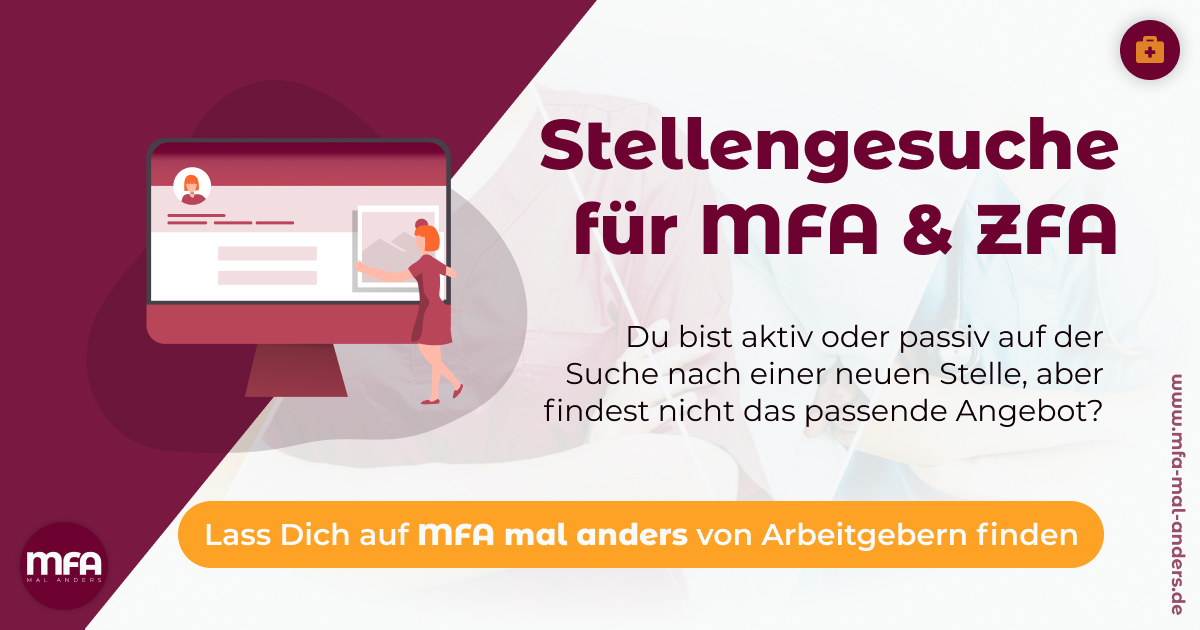 Stellengesuche
für MFA & ZFA
Du bist aktiv oder passiv auf der
Suche nach einer neuen Stelle, aber
findest nicht das passende Angebot?
Lass Dich auf MFA mal anders von Arbeitgebern finden
mFA
MAL ANDERS
www.mfa-mal-anders.de